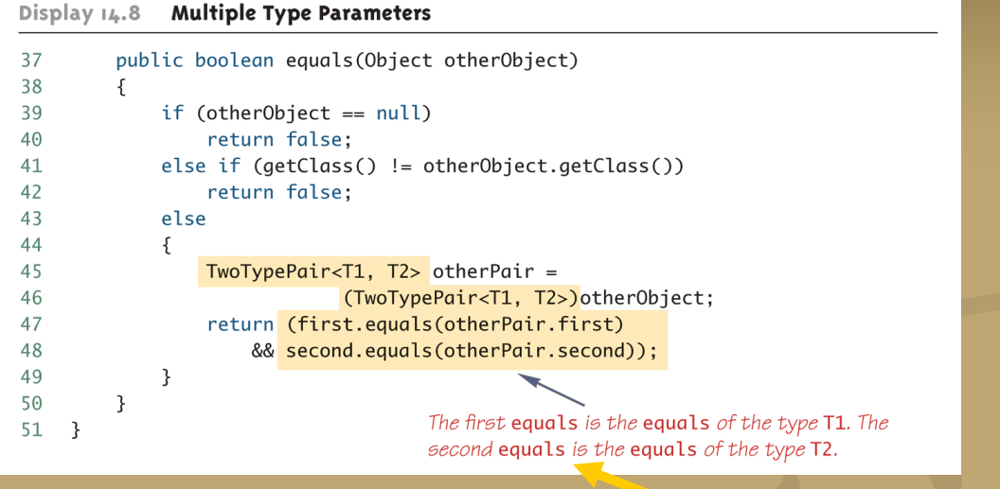 Display 14.8 Multiple Type Parameters
37 public boolean equals(Object otherObject)
38 {
39 if (otherObject == null)
40 return false;
41 else if (getClass() != otherObject.getClass())
42 return false;
43 else
44 {
45 TwoTypePair<T1, T2> otherPair =
46 (TwoTypePair<T1, T2>)otherObject;
47 return (first.equals(otherPair.first)
48 && second.equals(otherPair.second));
49 }
50 }
51 }
The first equals is the equals of the type T1. The
second equals is the equals of the type T2.